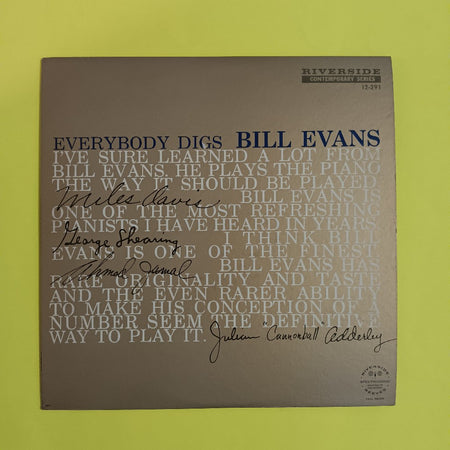 RIVERSIDE
CONTEMPORARY SERIES
12-291
EVERYBODY DIGS BILL EVANS
I'VE SURE LEARNED A LOT FROM
BILL EVANS. HE PLAYS THE PIANO
THE WAY IT SHOULD BE PLAYED.
Miles Davis BILL EVANS IS
ONE OF THE MOST REFRESHING
PIANISTS I HAVE HEARD IN YEARS
George Shearing I THINK BILL
EVANS IS ONE OF THE FINEST
Ahmad Jamal BILL EVANS HAS
RARE ORIGINALITY AND TASTE
AND THE EVEN RARER ABILITY
TO MAKE HIS CONCEPTION OF A
NUMBER SEEM THE DEFINITIVE
WAY TO PLAY IT.
Julian "Cannonball" Adderley
RIVERSIDE